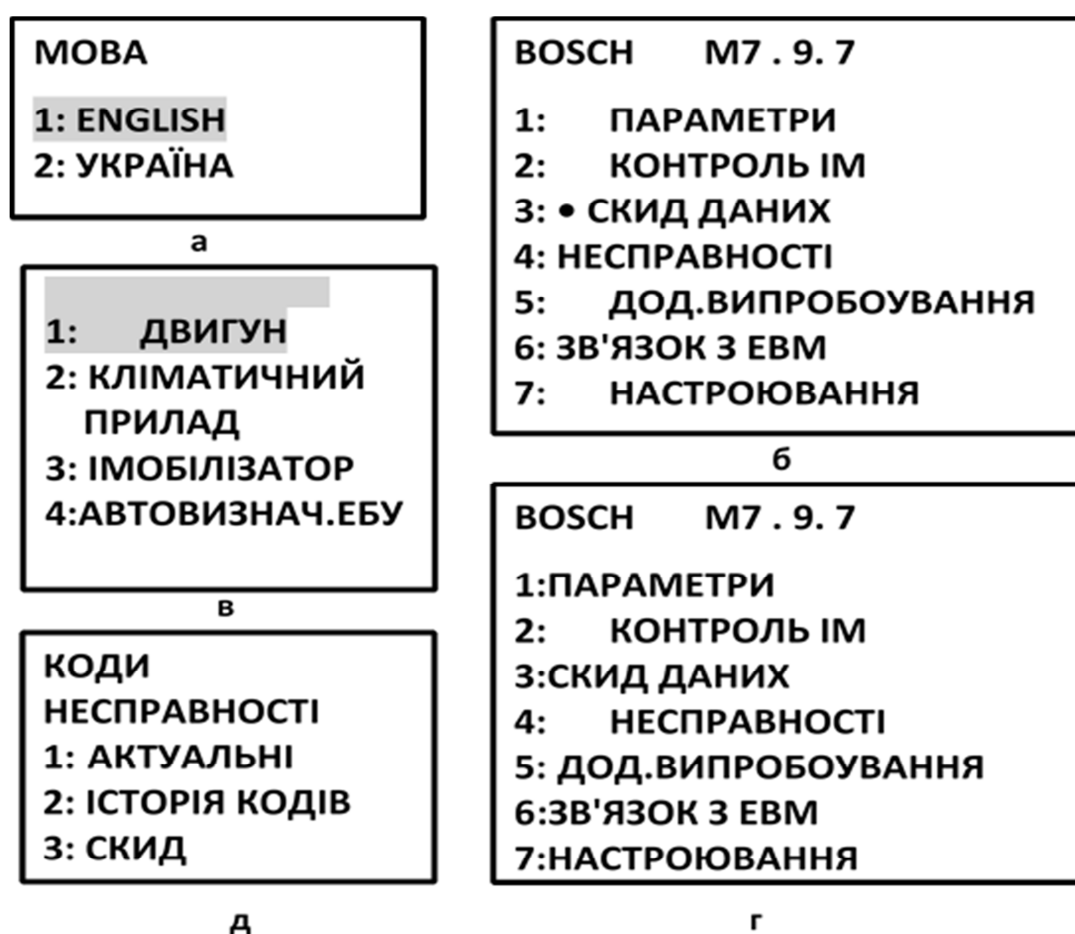 МОВА
1: ENGLISH
2: УКРАЇНА
а
BOSCH M7 . 9. 7
1: ПАРАМЕТРИ
2: КОНТРОЛЬ ІМ
3: • СКИД ДАНИХ
4: НЕСПРАВНОСТІ
5: ДОД.ВИПРОБОУВАННЯ
6: ЗВ'ЯЗОК З ЕВМ
7: НАСТРОЮВАННЯ
б
1: ДВИГУН
2: КЛІМАТИЧНИЙ
ПРИЛАД
3: ІМОБІЛІЗАТОР
4:АВТОВИЗНАЧ.ЕБУ
в
BOSCH M7 . 9. 7
1:ПАРАМЕТРИ
2: КОНТРОЛЬ ІМ
3:СКИД ДАНИХ
4: НЕСПРАВНОСТІ
5: ДОД.ВИПРОБОУВАННЯ
6:ЗВ'ЯЗОК З ЕВМ
7:НАСТРОЮВАННЯ
г
КОДИ
НЕСПРАВНОСТІ
1: АКТУАЛЬНІ
2: ІСТОРІЯ КОДІВ
3: СКИД
д